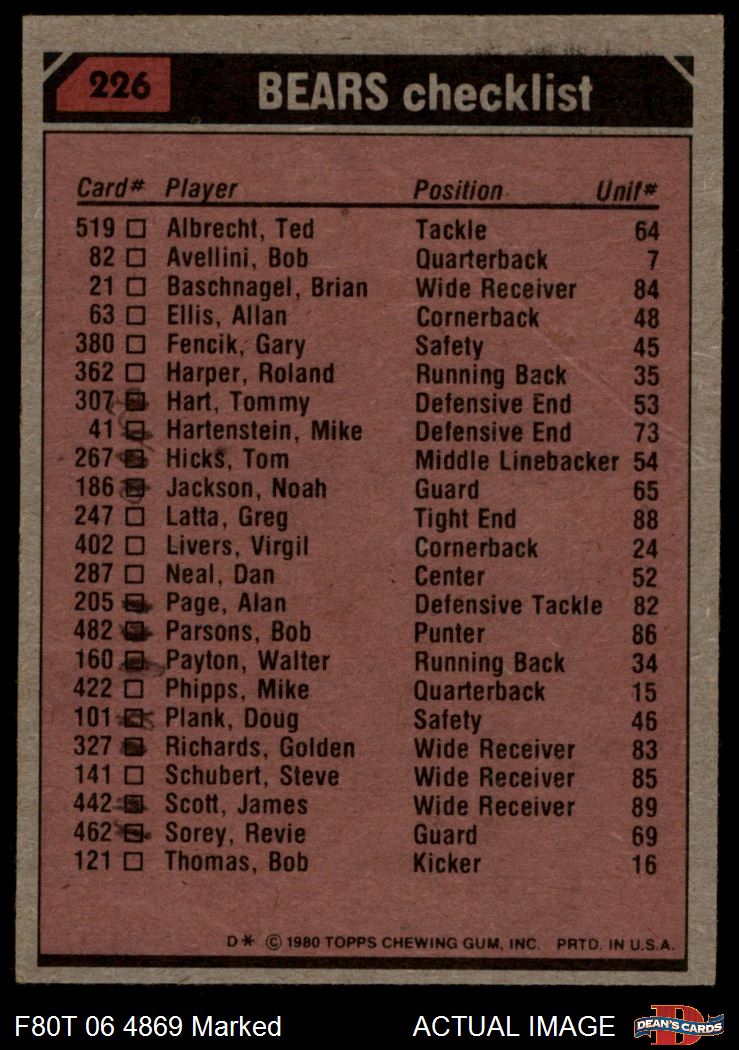 226 BEARS checklist
Card# Player Position Unif#
519 Albrecht, Ted Tackle 64
82 Avellini, Bob Quarterback 7
21 Baschnagel, Brian Wide Receiver 84
63 Ellis, Allan Cornerback 48
380 Fencik, Gary Safety 45
362 Harper, Roland Running Back 35
307 Hart, Tommy Defensive End 53
41 Hartenstein, Mike Defensive End 73
267 Hicks, Tom Middle Linebacker 54
186 Jackson, Noah Guard 65
247 Latta, Greg Tight End 88
402 Livers, Virgil Cornerback 24
287 Neal, Dan Center 52
205 Page, Alan Defensive Tackle 82
482 Parsons, Bob Punter 86
160 Payton, Walter Running Back 34
422 Phipps, Mike Quarterback 15
101 Plank, Doug Safety 46
327 Richards, Golden Wide Receiver 83
141 Schubert, Steve Wide Receiver 85
442 Scott, James Wide Receiver 89
462 Sorey, Revie Guard 69
121 Thomas, Bob Kicker 16
D* © 1980 TOPPS CHEWING GUM, INC. PRTD. IN U.S.A.
F80T 06 4869 Marked ACTUAL IMAGE D DEAN'S CARDS